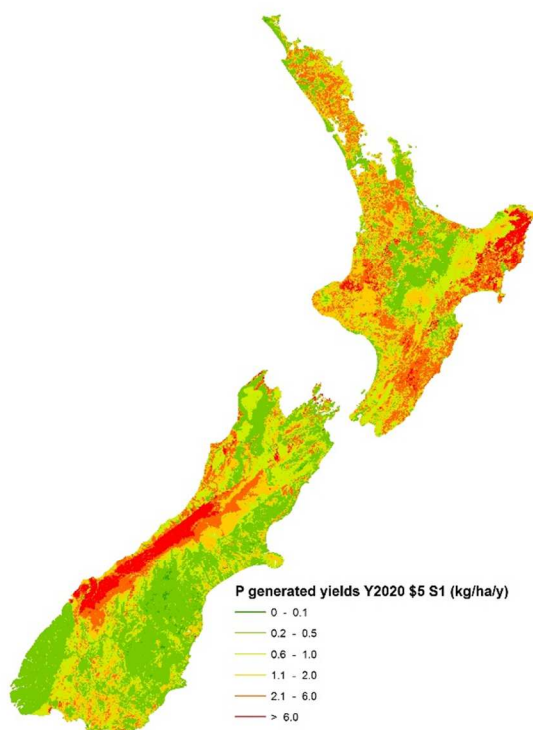 P generated yields Y2020 $5 S1 (kg/ha/y)
0 - 0.1
0.2 - 0.5
0.6 - 1.0
1.1 - 2.0
2.1 - 6.0
> 6.0